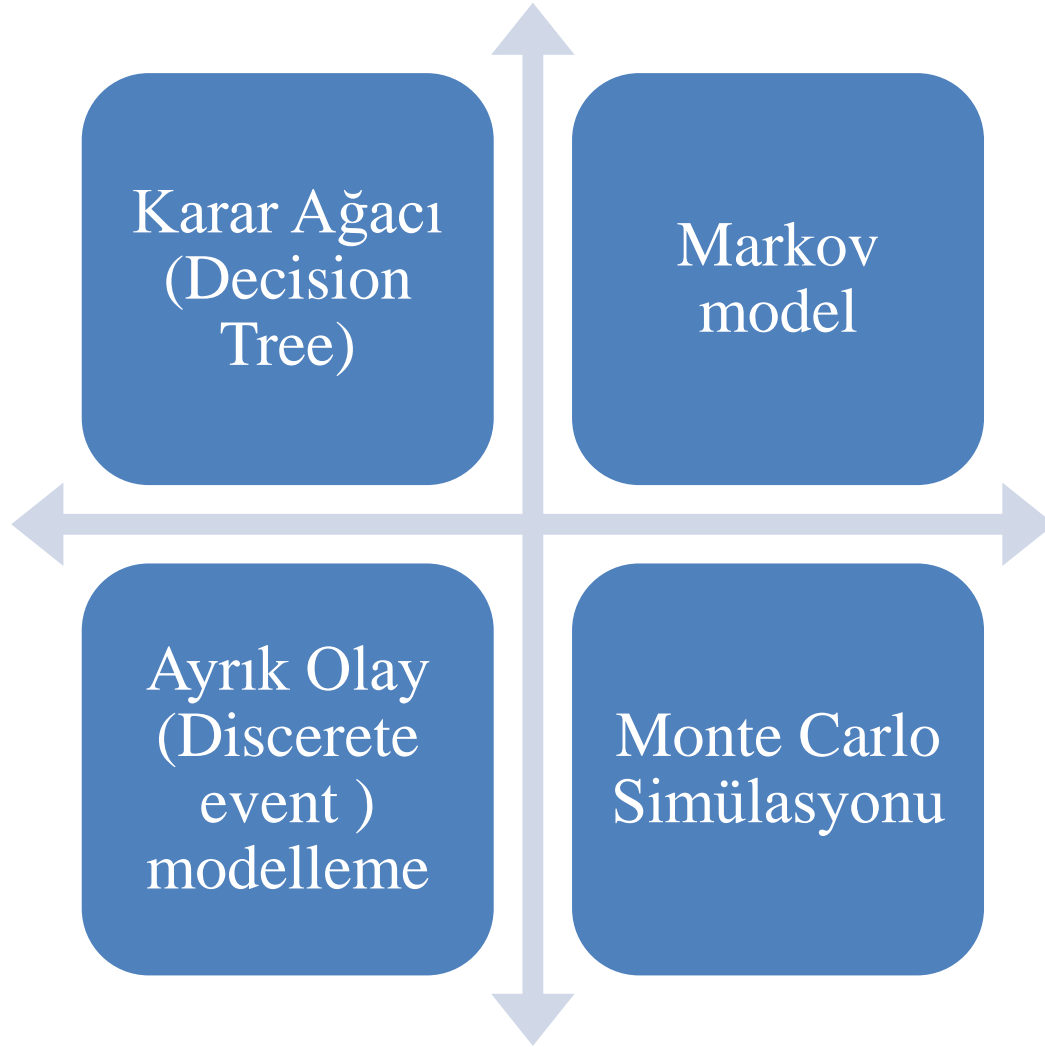 Karar Ağacı
(Decision
Tree)
Markov
model
Ayrık Olay
(Discerete
event )
modelleme
Monte Carlo
Simülasyonu